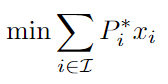 min ∑_{i∈ℐ} P_i^* x_i